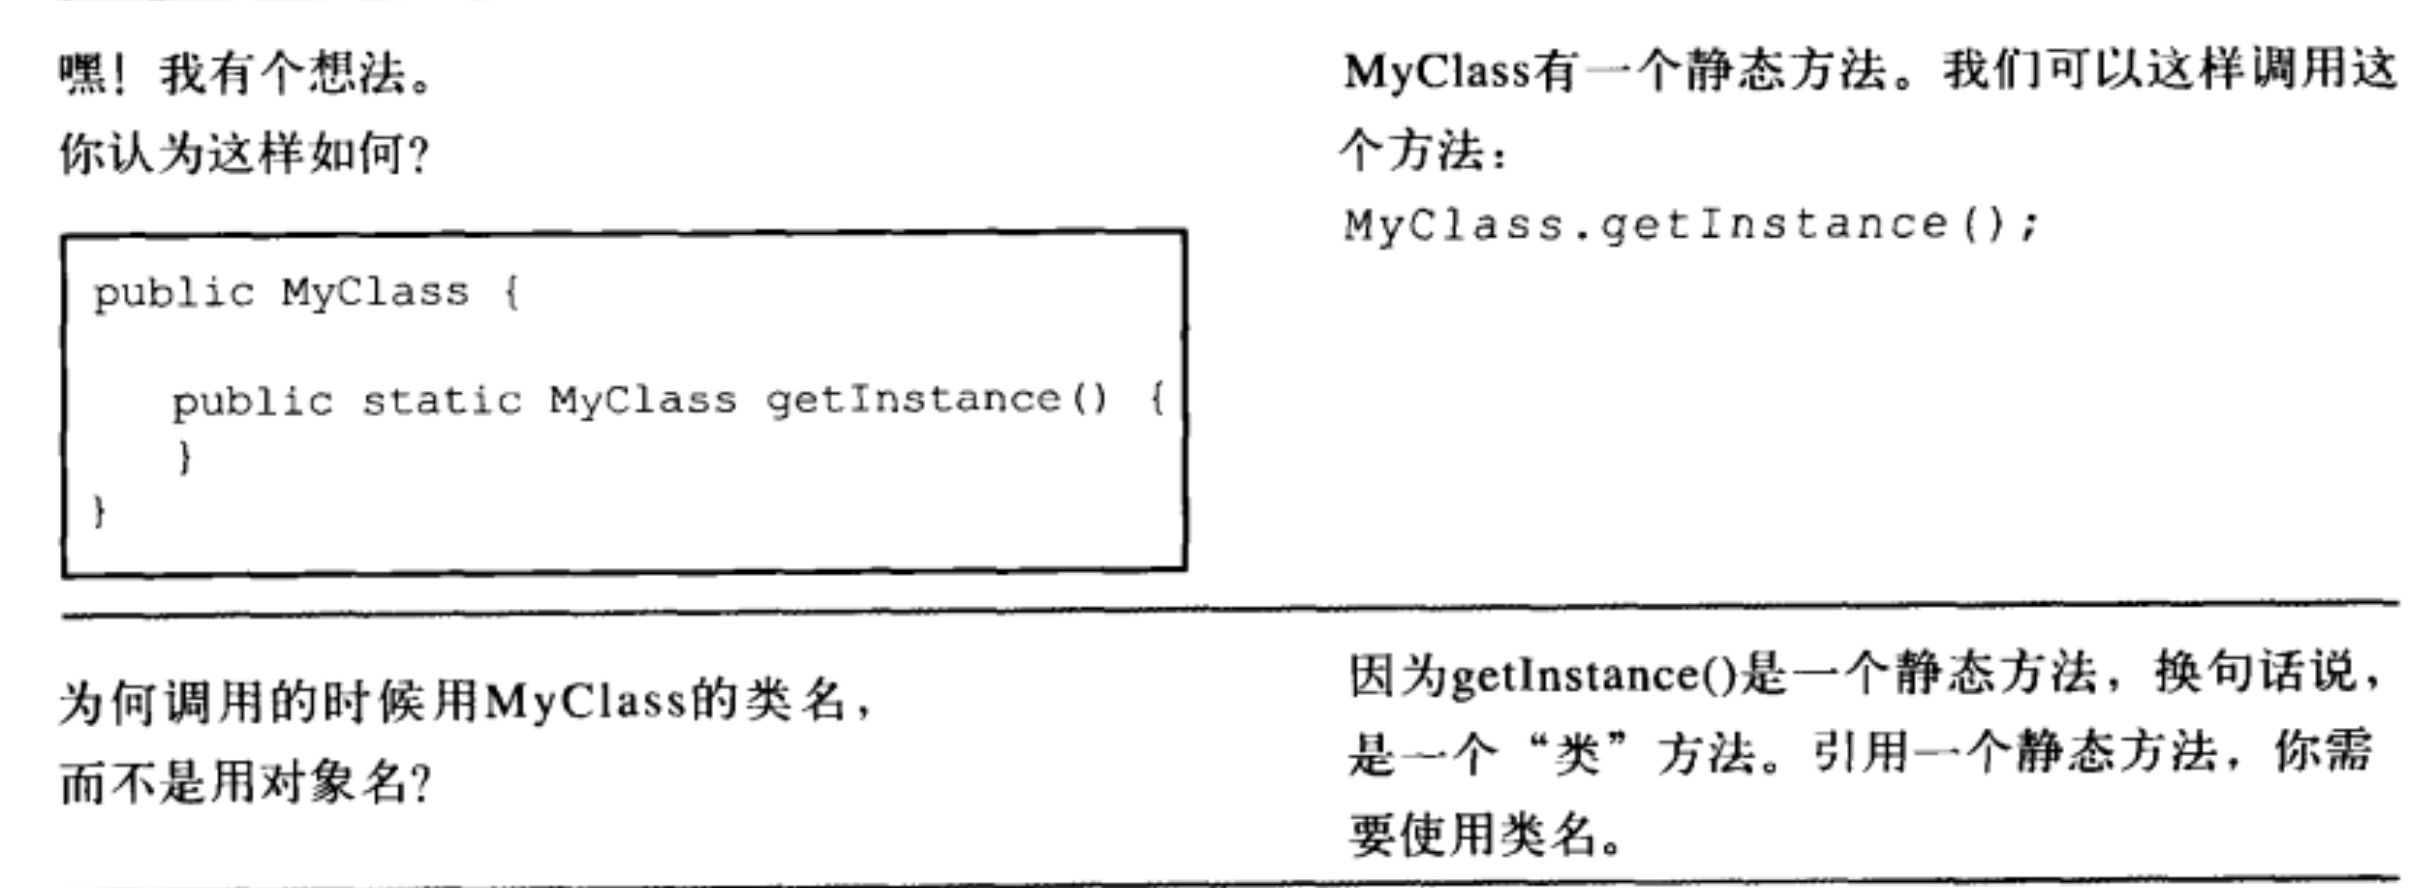 嘿！我有个想法。
你认为这样如何?
public MyClass {
public static MyClass getInstance() {
}
}
MyClass有一个静态方法。我们可以这样调用这
个方法：
MyClass.getInstance();
为何调用的时候用MyClass的类名，
而不是用对象名?
因为getInstance()是一个静态方法，换句话说，
是一个“类”方法。引用一个静态方法，你需
要使用类名。